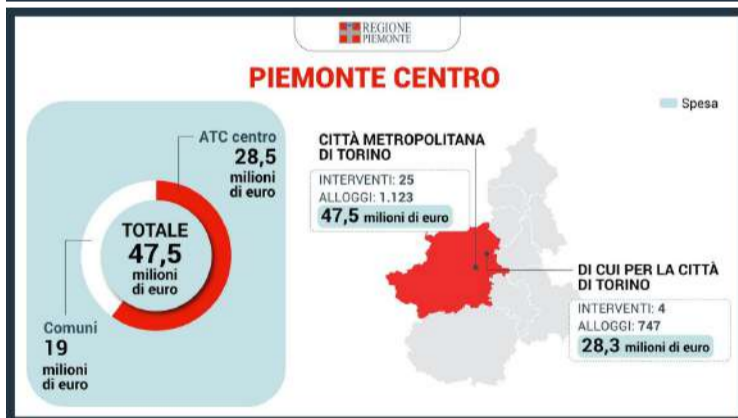 REGIONE
PIEMONTE
PIEMONTE CENTRO
Spesa
ATC centro
28,5
milioni
di euro
TOTALE
47,5
milioni
di euro
Comuni
19
milioni
di euro
CITTÀ METROPOLITANA
DI TORINO
INTERVENTI: 25
ALLOGGI: 1.123
47,5 milioni di euro
DI CUI PER LA CITTÀ
DI TORINO
INTERVENTI: 4
ALLOGGI: 747
28,3 milioni di euro